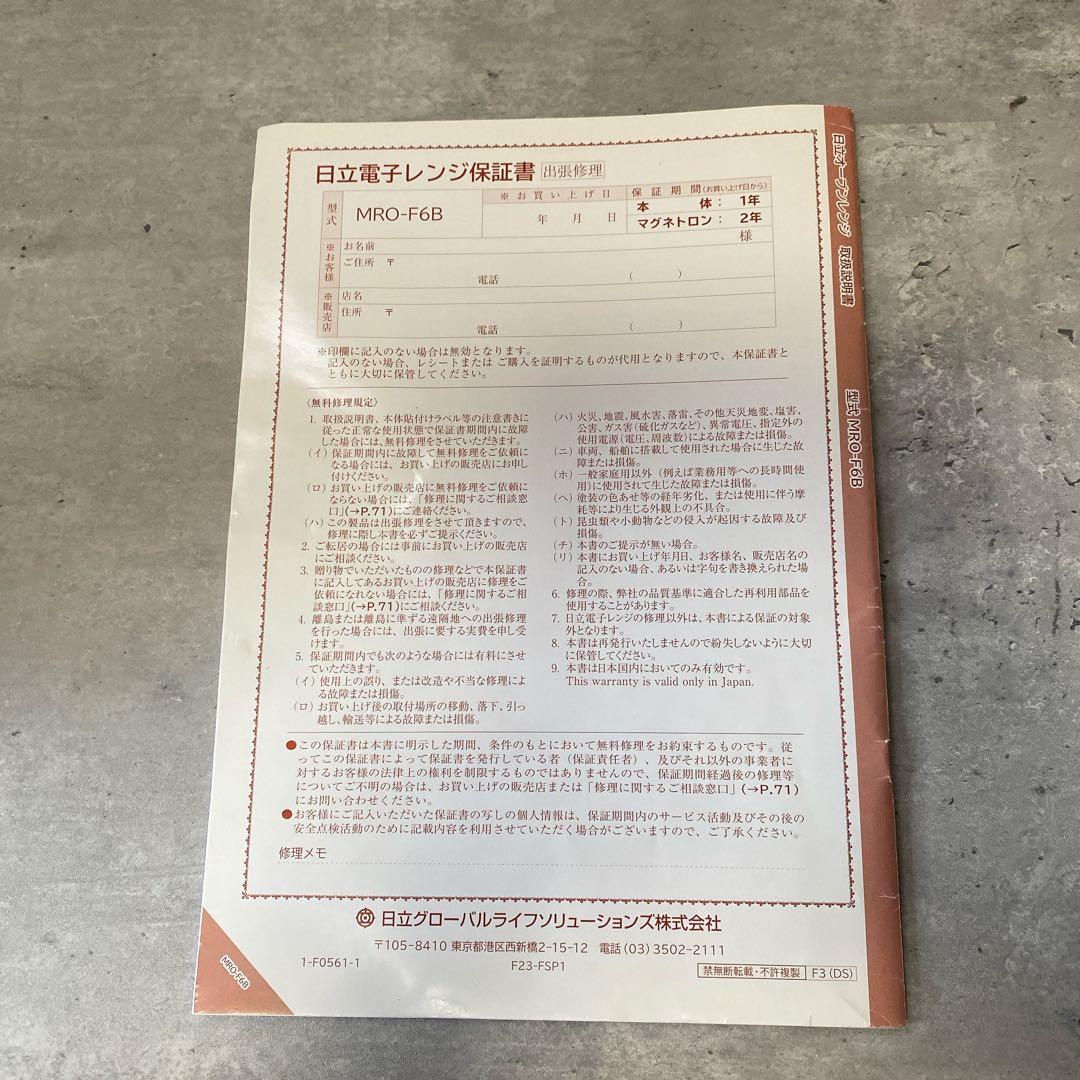 日立電子レンジ保証書 出張修理
型式 MRO-F6B
※お買い上げ日
年 月 日
保証期間(お買い上げ日から)
本 体： 1年
マグネトロン： 2年
※お客様
お名前 様
ご住所 〒
電話 ( )
※販売店
店名
住所 〒
電話 ( )
※印欄に記入のない場合は無効となります。
記入のない場合、レシートまたは ご購入を証明するものが代用となりますので、本保証書と
ともに大切に保管してください。
〈無料修理規定〉
1. 取扱説明書、本体貼付けラベル等の注意書きに
従った正常な使用状態で保証書期間内に故障
した場合には、無料修理をさせていただきます。
(イ) 保証期間内に故障して無料修理をご依頼に
なる場合には、お買い上げの販売店にお申し
付けください。
(ロ) お買い上げの販売店に無料修理をご依頼に
ならない場合には、「修理に関するご相談窓
口」(→P.71)にご連絡ください。
(ハ) この製品は出張修理をさせて頂きますので、
修理に際し本書を必ずご提示ください。
2. ご転居の場合には事前にお買い上げの販売店
にご相談ください。
3. 贈り物でいただいたものの修理などで本保証書
に記入してあるお買い上げの販売店に修理をご
依頼になれない場合には、「修理に関するご相
談窓口」(→P.71)にご相談ください。
4. 離島または離島に準ずる遠隔地への出張修理
を行った場合には、出張に要する実費を申し受
けます。
5. 保証期間内でも次のような場合には有料にさせ
ていただきます。
(イ) 使用上の誤り、または改造や不当な修理によ
る故障または損傷。
(ロ) お買い上げ後の取付場所の移動、落下、引っ
越し、輸送等による故障または損傷。
(ハ) 火災、地震、風水害、落雷、その他天災地変、塩害、
公害、ガス害(硫化ガスなど)、異常電圧、指定外の
使用電源(電圧、周波数)による故障または損傷。
(ニ) 車両、船舶に搭載して使用された場合に生じた故
障または損傷。
(ホ) 一般家庭用以外（例えば業務用等への長時間使
用）に使用されて生じた故障または損傷。
(ヘ) 塗装の色あせ等の経年劣化、または使用に伴う摩
耗等により生じる外観上の不具合。
(ト) 昆虫類や小動物などの侵入が起因する故障及び
損傷。
(チ) 本書のご提示が無い場合。
(リ) 本書にお買い上げ年月日、お客様名、販売店名の
記入のない場合、あるいは字句を書き換えられた場
合。
6. 修理の際、弊社の品質基準に適合した再利用部品を
使用することがあります。
7. 日立電子レンジの修理以外は、本書による保証の対象
外となります。
8. 本書は再発行いたしませんので紛失しないように大切
に保管してください。
9. 本書は日本国内においてのみ有効です。
This warranty is valid only in Japan.
●この保証書は本書に明示した期間、条件のもとにおいて無料修理をお約束するものです。従
ってこの保証書によって保証書を発行している者（保証責任者）、及びそれ以外の事業者に
対するお客様の法律上の権利を制限するものではありませんので、保証期間経過後の修理等
についてご不明の場合は、お買い上げの販売店または「修理に関するご相談窓口」(→P.71)
にお問い合わせください。
●お客様にご記入いただいた保証書の写しの個人情報は、保証期間内のサービス活動及びその後の
安全点検活動のために記載内容を利用させていただく場合がございますので、ご了承ください。
修理メモ
日立グローバルライフソリューションズ株式会社
〒105-8410 東京都港区西新橋2-15-12 電話 (03) 3502-2111
1-F0561-1
F23-FSP1
禁無断転載・不許複製 F3(DS)
MRO-F6B
日立オーブンレンジ 取扱説明書 型式 MRO-F6B